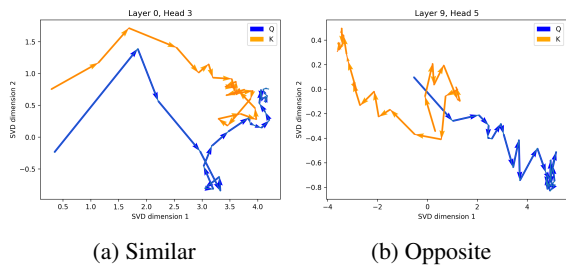 Layer 0, Head 3
Q
K
1.5
1.0
0.5
0.0
−0.5
SVD dimension 2
0.5 1.0 1.5 2.0 2.5 3.0 3.5 4.0
SVD dimension 1
(a) Similar
Layer 9, Head 5
Q
K
0.4
0.2
0.0
−0.2
−0.4
−0.6
−0.8
SVD dimension 2
−4 −2 0 2 4
SVD dimension 1
(b) Opposite